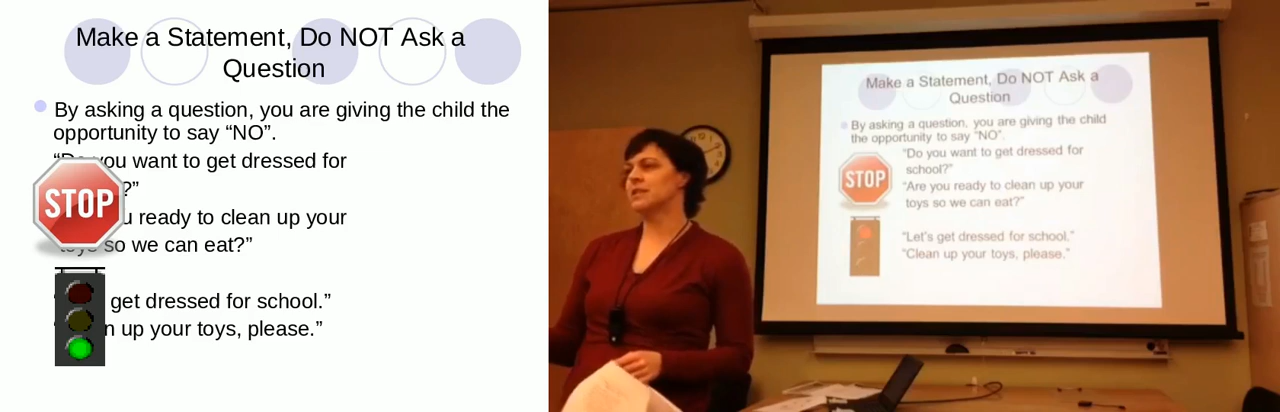 Make a Statement, Do NOT Ask a
Question
By asking a question, you are giving the child the
opportunity to say “NO”.
you want to get dressed for
?”
STOP
u ready to clean up your
toys so we can eat?”
get dressed for school.”
n up your toys, please.”
Make a Statement, Do NOT Ask a
Question
By asking a question, you are giving the child
the opportunity to say “NO”.
“Do you want to get dressed for
school?”
STOP
“Are you ready to clean up your
toys so we can eat?”
“Let's get dressed for school.”
“Clean up your toys, please.”